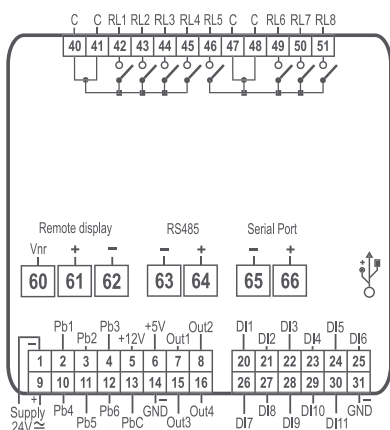 C C RL1 RL2 RL3 RL4 RL5 C C RL6 RL7 RL8
40 41 42 43 44 45 46 47 48 49 50 51
Remote display RS485 Serial Port
Vnr + − − + − +
60 61 62 63 64 65 66
Pb1 Pb3 +5V Out2 DI1 DI3 DI5
Pb2 +12V Out1 DI2 DI4 DI6
− 1 2 3 4 5 6 7 8 20 21 22 23 24 25
+ 9 10 11 12 13 14 15 16 26 27 28 29 30 31
Supply Pb4 Pb6 GND Out4 DI8 DI10 GND
24V ≂ Pb5 PbC Out3 DI7 DI9 DI11